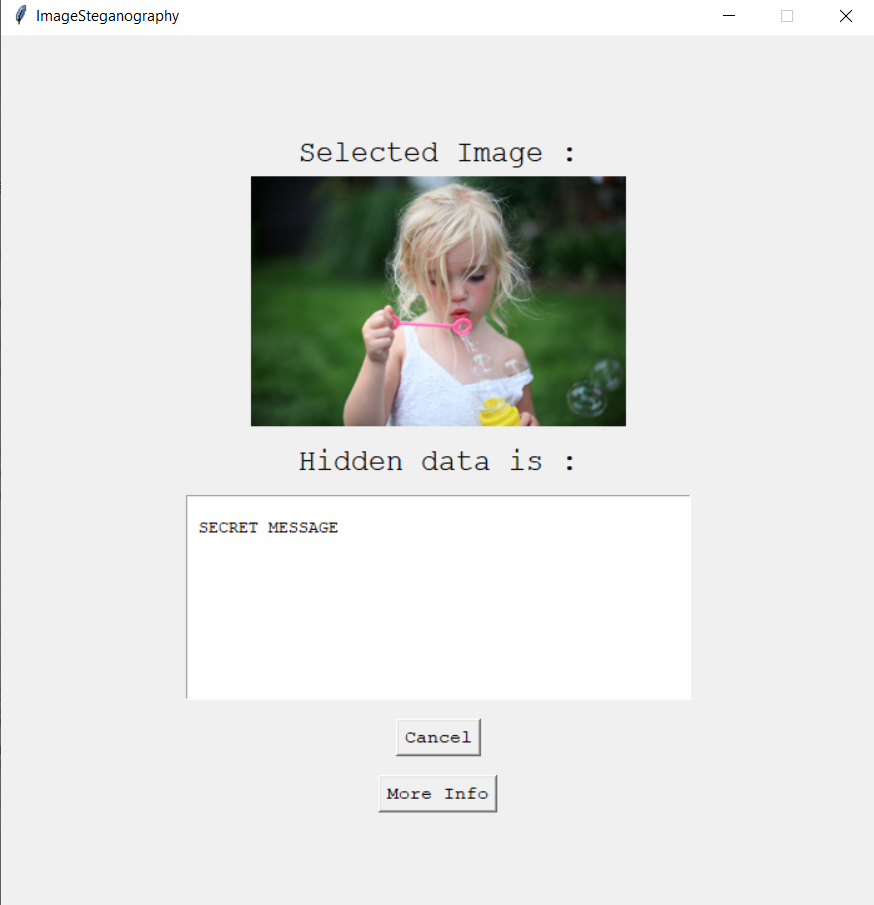 ImageSteganography
Selected Image :
Hidden data is :
SECRET MESSAGE
Cancel
More Info